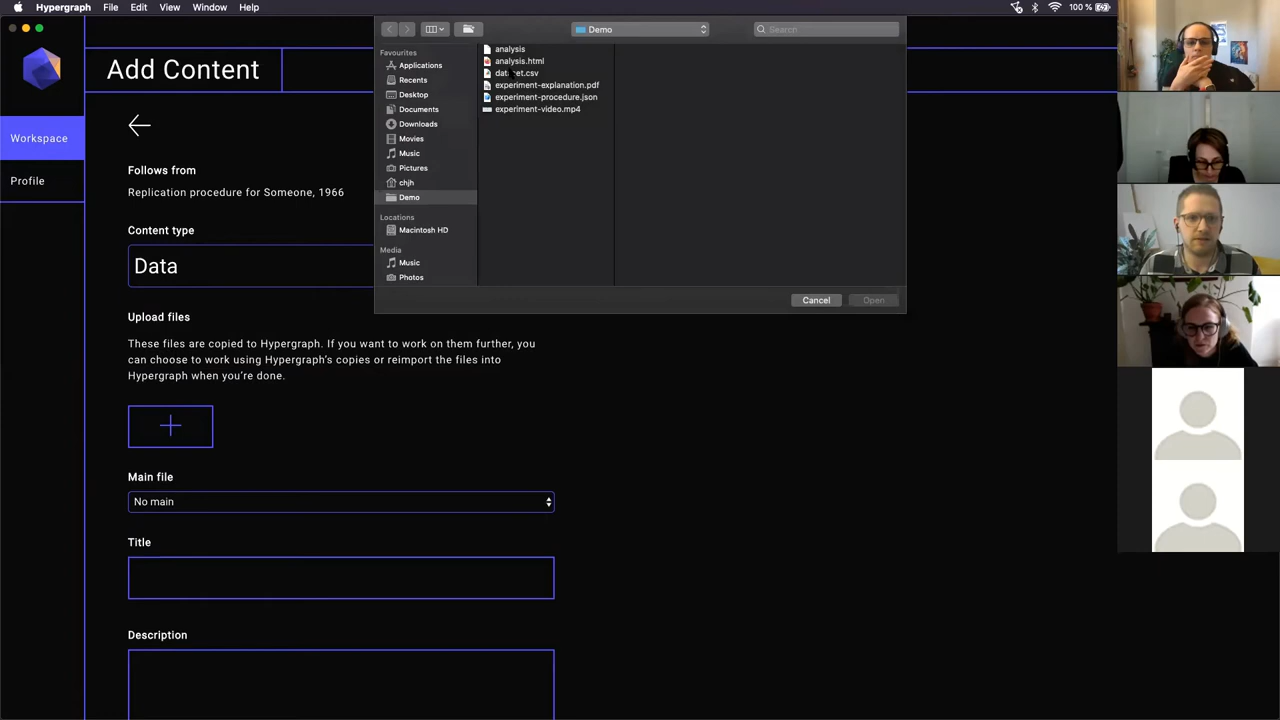 Hypergraph File Edit View Window Help
100 %
Add Content
Workspace
Profile
Follows from
Replication procedure for Someone, 1966
Content type
Data
Upload files
These files are copied to Hypergraph. If you want to work on them further, you
can choose to work using Hypergraph's copies or reimport the files into
Hypergraph when you're done.
Main file
No main
Title
Description
Demo
Search
Favourites
Applications
Recents
Desktop
Documents
Downloads
Movies
Music
Pictures
chjh
Demo
Locations
Macintosh HD
Media
Music
Photos
analysis
analysis.html
dataset.csv
experiment-explanation.pdf
experiment-procedure.json
experiment-video.mp4
Cancel
Open